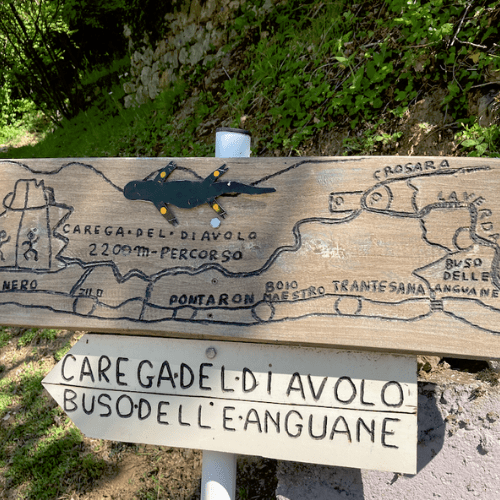 CROSARA
LAVERDA
CAREGA·DEL·DIAVOLO
2200m-PERCORSO
BUSO
DELLE
ANGUANE
NERO
PONTARON
BOIO
MAESTRO
TRANTESANA
CAREGA·DEL·DiAVOLO
BUSO·DELL'E·ANGUANE